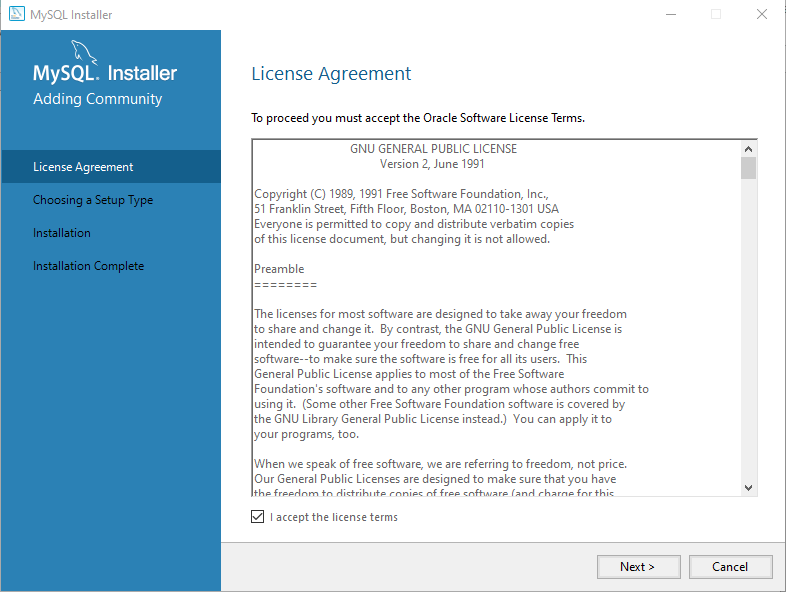 MySQL Installer
MySQL. Installer
Adding Community
License Agreement
Choosing a Setup Type
Installation
Installation Complete
License Agreement
To proceed you must accept the Oracle Software License Terms.
GNU GENERAL PUBLIC LICENSE
Version 2, June 1991
Copyright (C) 1989, 1991 Free Software Foundation, Inc.,
51 Franklin Street, Fifth Floor, Boston, MA 02110-1301 USA
Everyone is permitted to copy and distribute verbatim copies
of this license document, but changing it is not allowed.
Preamble
========
The licenses for most software are designed to take away your freedom
to share and change it.  By contrast, the GNU General Public License is
intended to guarantee your freedom to share and change free
software--to make sure the software is free for all its users.  This
General Public License applies to most of the Free Software
Foundation's software and to any other program whose authors commit to
using it.  (Some other Free Software Foundation software is covered by
the GNU Library General Public License instead.)  You can apply it to
your programs, too.
When we speak of free software, we are referring to freedom, not price.
Our General Public Licenses are designed to make sure that you have
the freedom to distribute copies of free software (and charge for this
I accept the license terms
Next >
Cancel